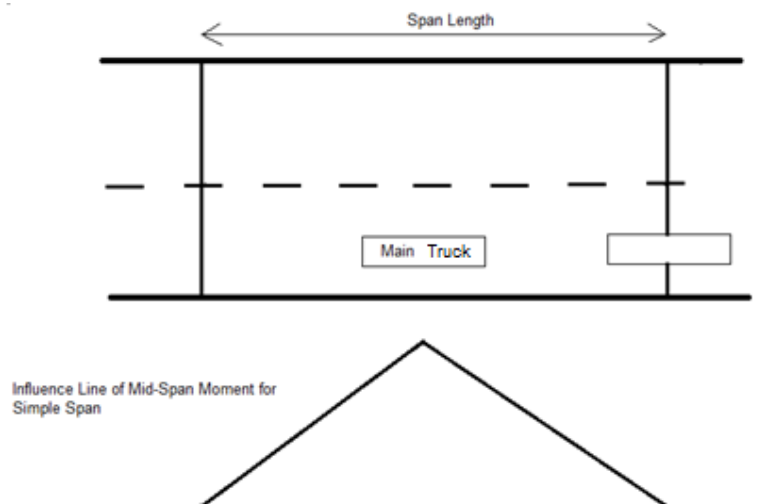 Span Length
Main Truck
Influence Line of Mid-Span Moment for
Simple Span